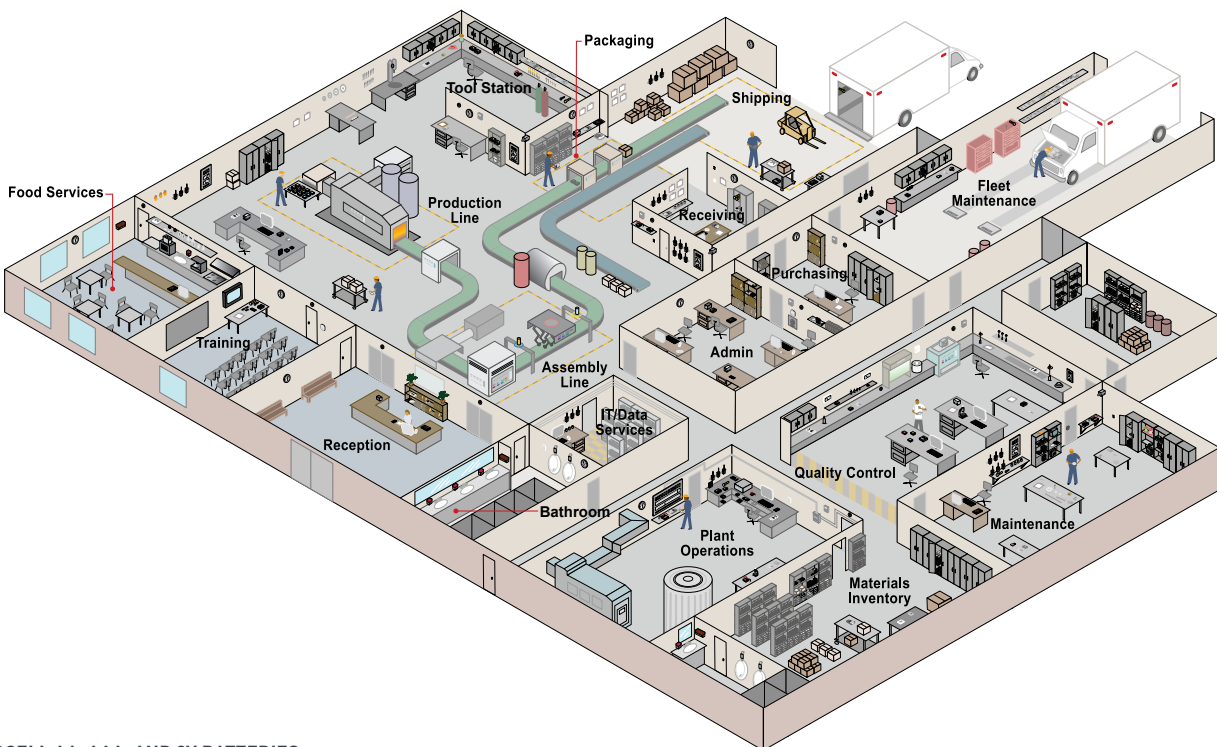 Packaging
Tool Station
Shipping
Food Services
Production
Line
Receiving
Fleet
Maintenance
Purchasing
Training
Admin
Assembly
Line
Reception
IT/Data
Services
Quality Control
Bathroom
Maintenance
Plant
Operations
Materials
Inventory